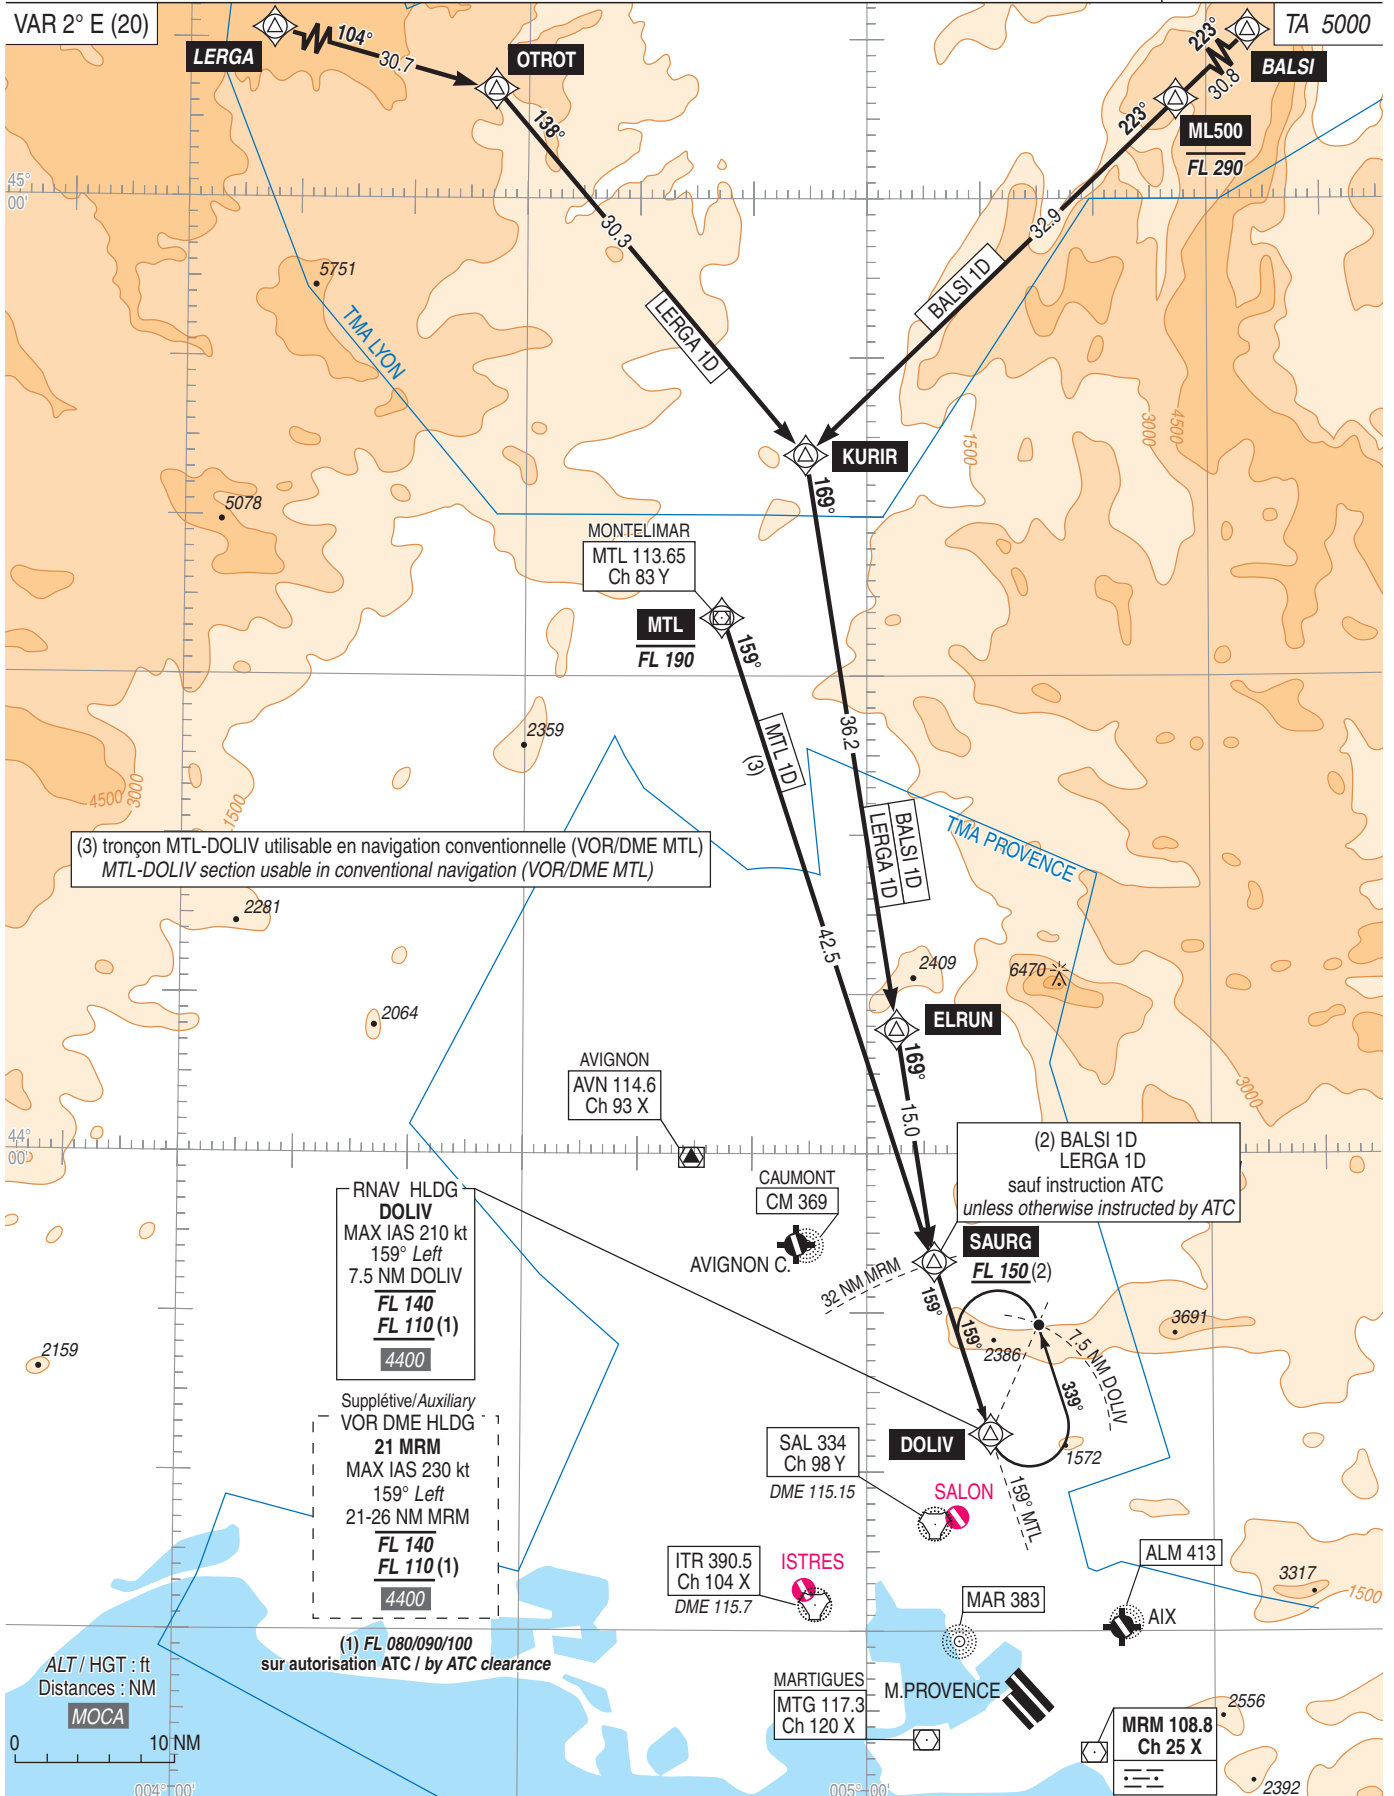 VAR 2° E (20)
TA 5000
LERGA
104°
30.7
OTROT
138°
223°
BALSI
30.8
223°
ML500
FL 290
45°
00'
30.3
32.9
5751
TMA LYON
LERGA 1D
BALSI 1D
KURIR
169°
1500
3000
4500
5078
MONTELIMAR
MTL 113.65
Ch 83 Y
MTL
FL 190
159°
2359
MTL 1D
(3)
36.2
4500
3000
1500
BALSI 1D
LERGA 1D
TMA PROVENCE
(3) tronçon MTL-DOLIV utilisable en navigation conventionnelle (VOR/DME MTL)
MTL-DOLIV section usable in conventional navigation (VOR/DME MTL)
2281
42.5
2409
6470
2064
ELRUN
169°
AVIGNON
AVN 114.6
Ch 93 X
15.0
3000
44°
00'
(2) BALSI 1D
LERGA 1D
sauf instruction ATC
unless otherwise instructed by ATC
CAUMONT
CM 369
AVIGNON C.
RNAV HLDG
DOLIV
MAX IAS 210 kt
159° Left
7.5 NM DOLIV
FL 140
FL 110 (1)
4400
SAURG
FL 150 (2)
32 NM MRM
159°
159°
2386
3691
7.5 NM DOLIV
339°
2159
Supplétive/Auxiliary
VOR DME HLDG
21 MRM
MAX IAS 230 kt
159° Left
21-26 NM MRM
FL 140
FL 110 (1)
4400
DOLIV
1572
159° MTL
SAL 334
Ch 98 Y
DME 115.15
SALON
ITR 390.5
Ch 104 X
DME 115.7
ISTRES
ALM 413
AIX
3317
1500
MAR 383
(1) FL 080/090/100
sur autorisation ATC / by ATC clearance
ALT / HGT : ft
Distances : NM
MOCA
0 10 NM
MARTIGUES
MTG 117.3
Ch 120 X
M.PROVENCE
MRM 108.8
Ch 25 X
2556
2392
004° 00'
005° 00'